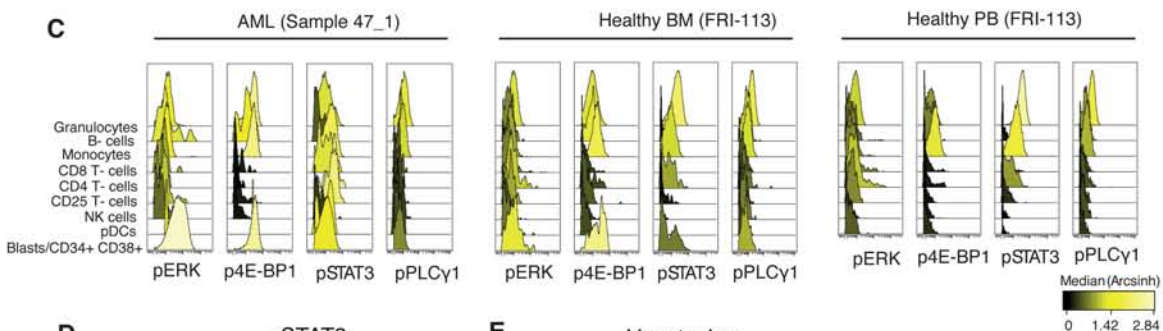 C
AML (Sample 47_1)
Healthy BM (FRI-113)
Healthy PB (FRI-113)
Granulocytes
B- cells
Monocytes
CD8 T- cells
CD4 T- cells
CD25 T- cells
NK cells
pDCs
Blasts/CD34+ CD38+
pERK p4E-BP1 pSTAT3 pPLCγ1
pERK p4E-BP1 pSTAT3 pPLCγ1
pERK p4E-BP1 pSTAT3 pPLCγ1
Median (Arcsinh)
0 1.42 2.84